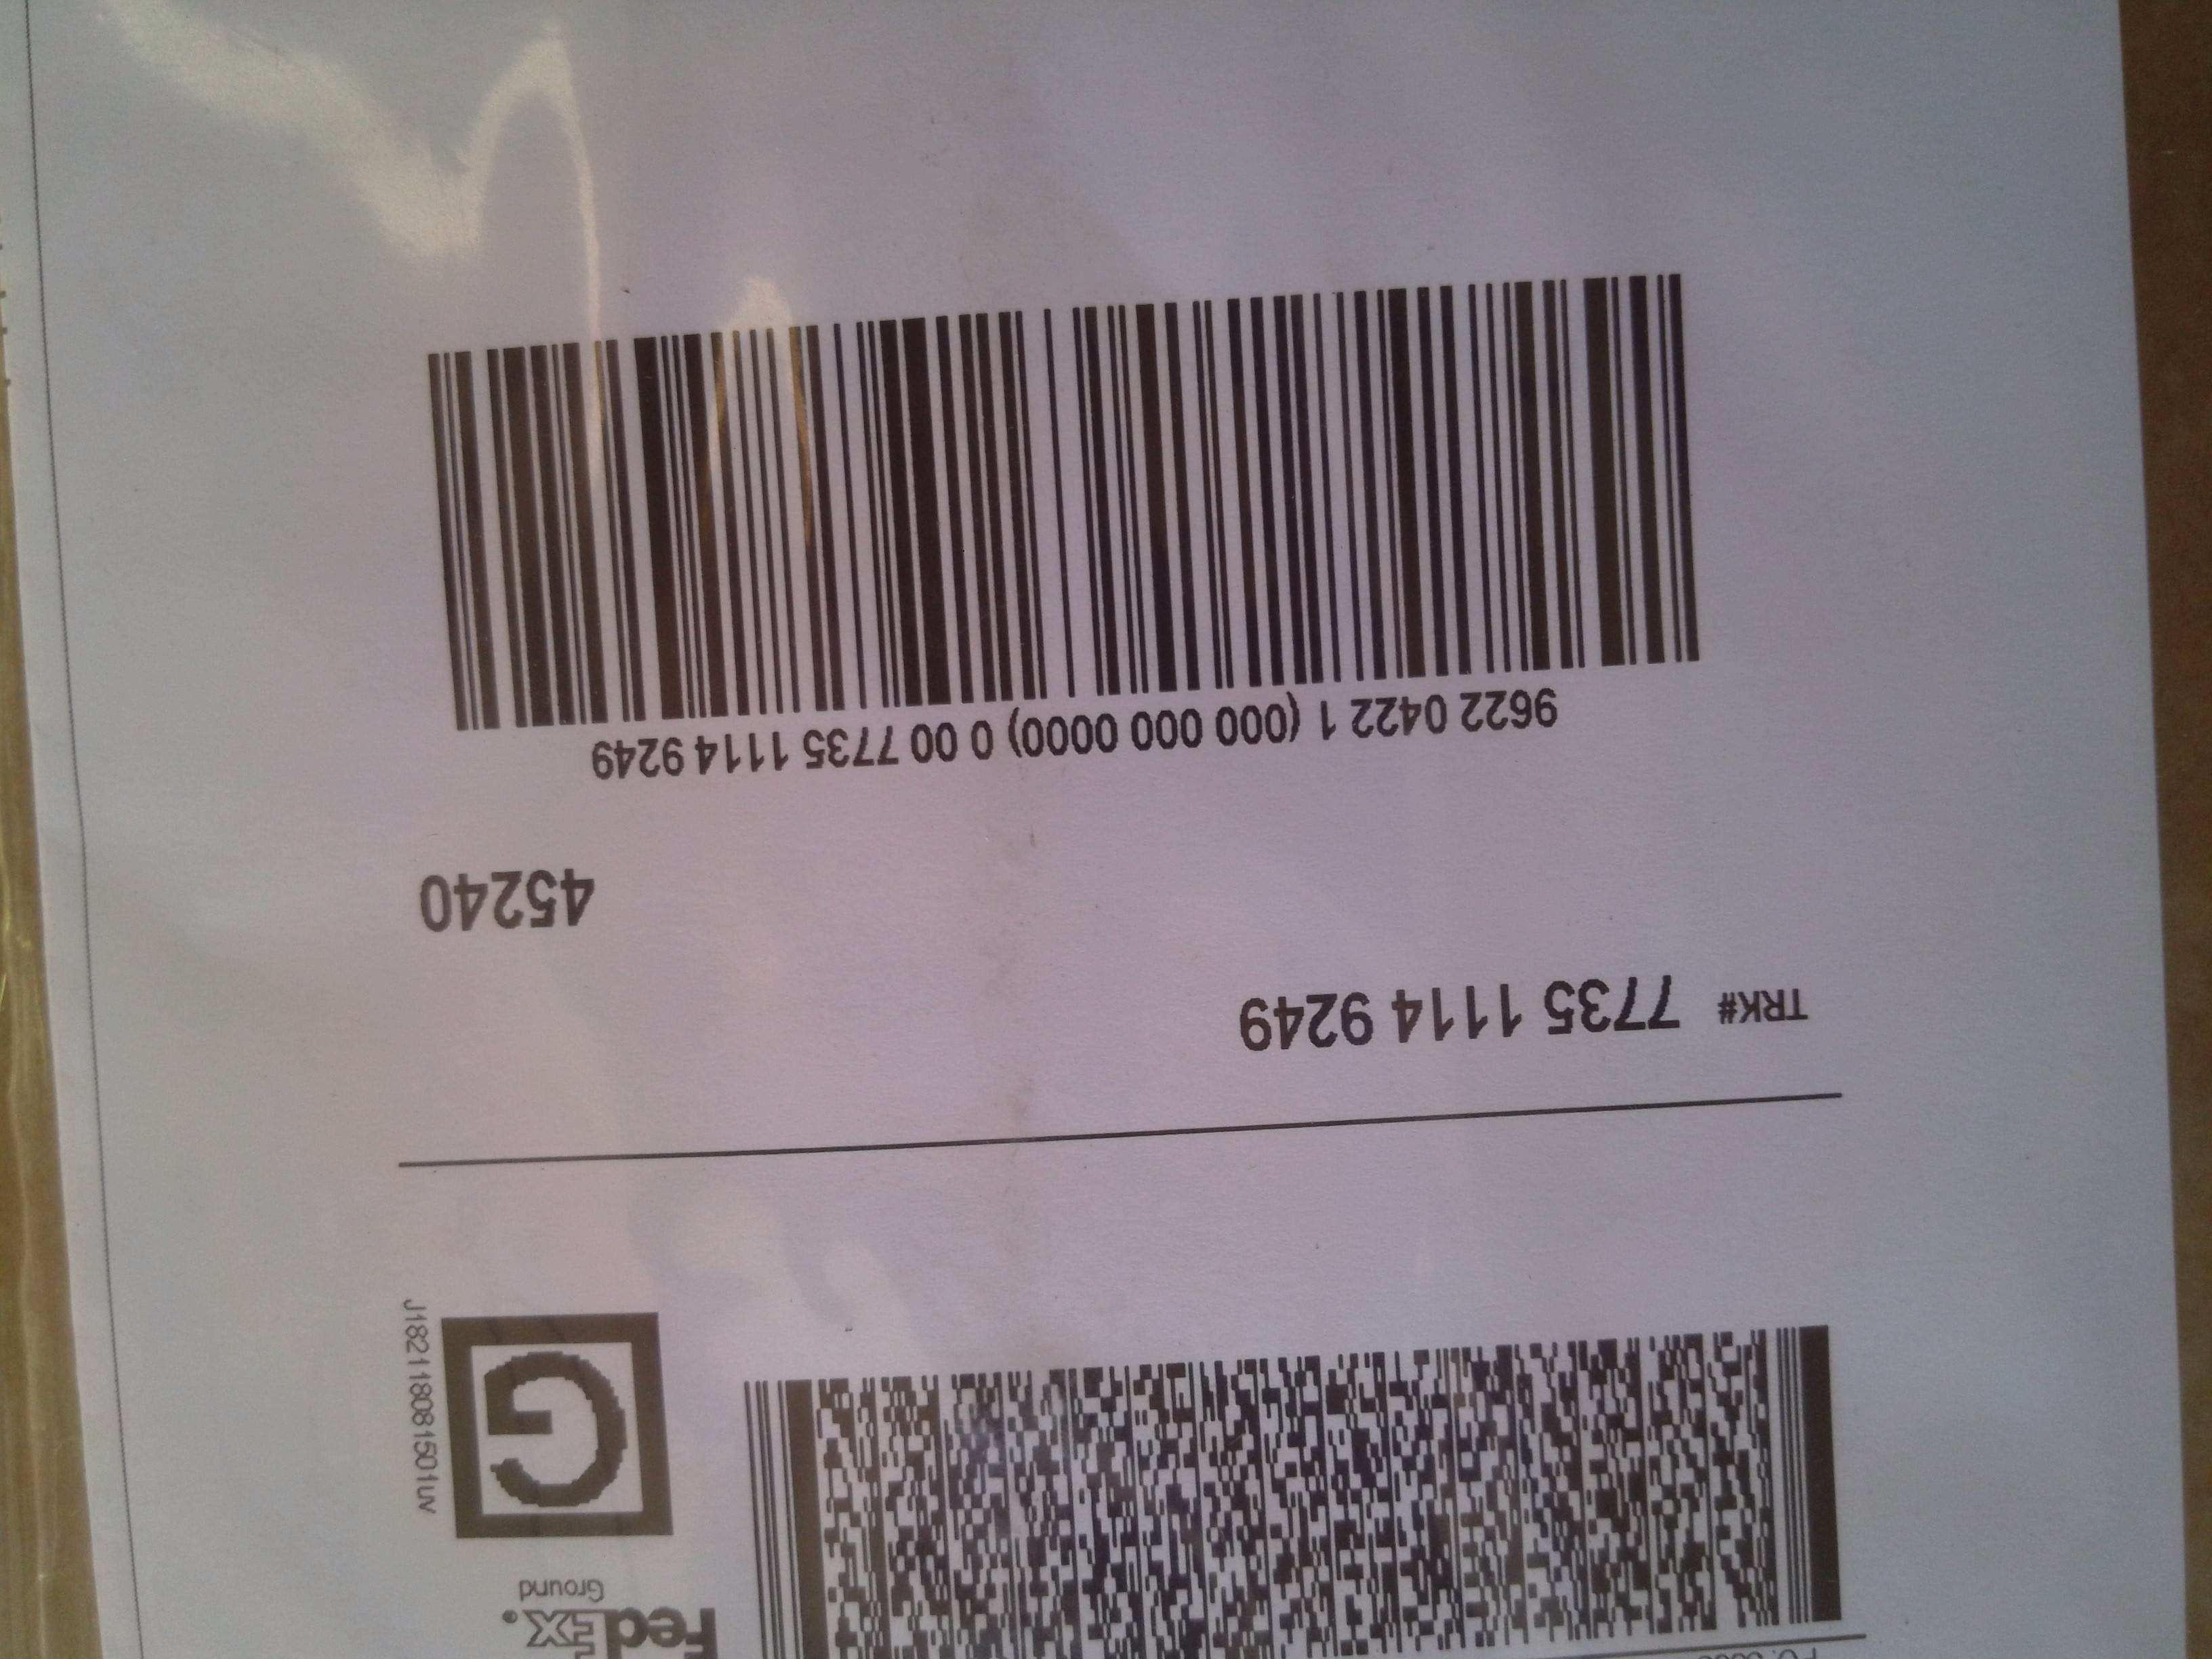 FedEx®
Ground
G
J182118081501uv
TRK# 7735 1114 9249
45240
9622 0422 1 (000 000 0000) 0 00 7735 1114 9249